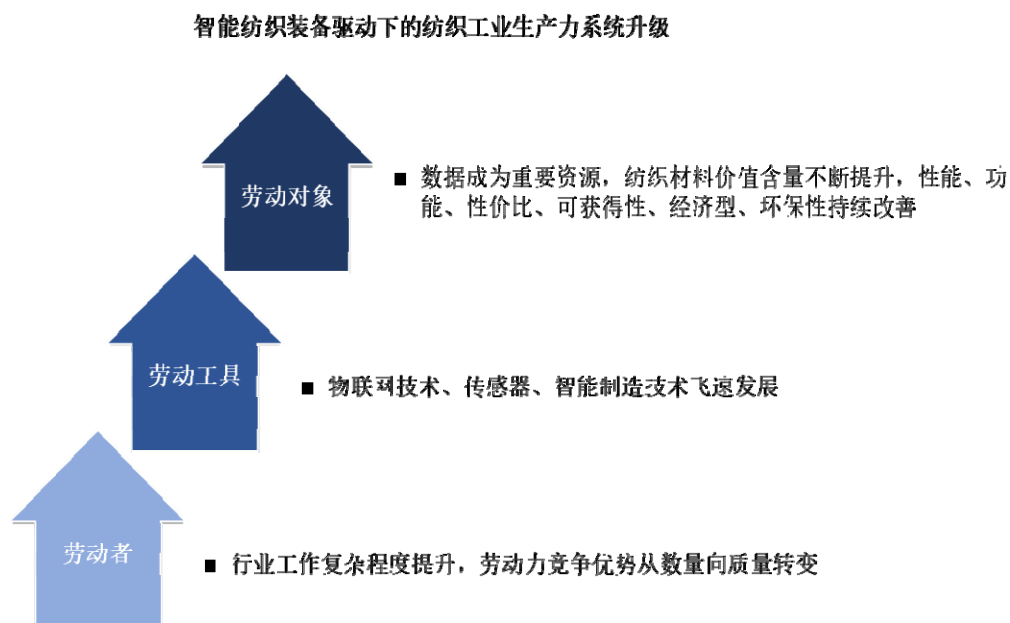 智能纺织装备驱动下的纺织工业生产力系统升级
劳动对象
■ 数据成为重要资源，纺织材料价值含量不断提升，性能、功
能、性价比、可获得性、经济型、环保性持续改善
劳动工具
■ 物联网技术、传感器、智能制造技术飞速发展
劳动者
■ 行业工作复杂程度提升，劳动力竞争优势从数量向质量转变